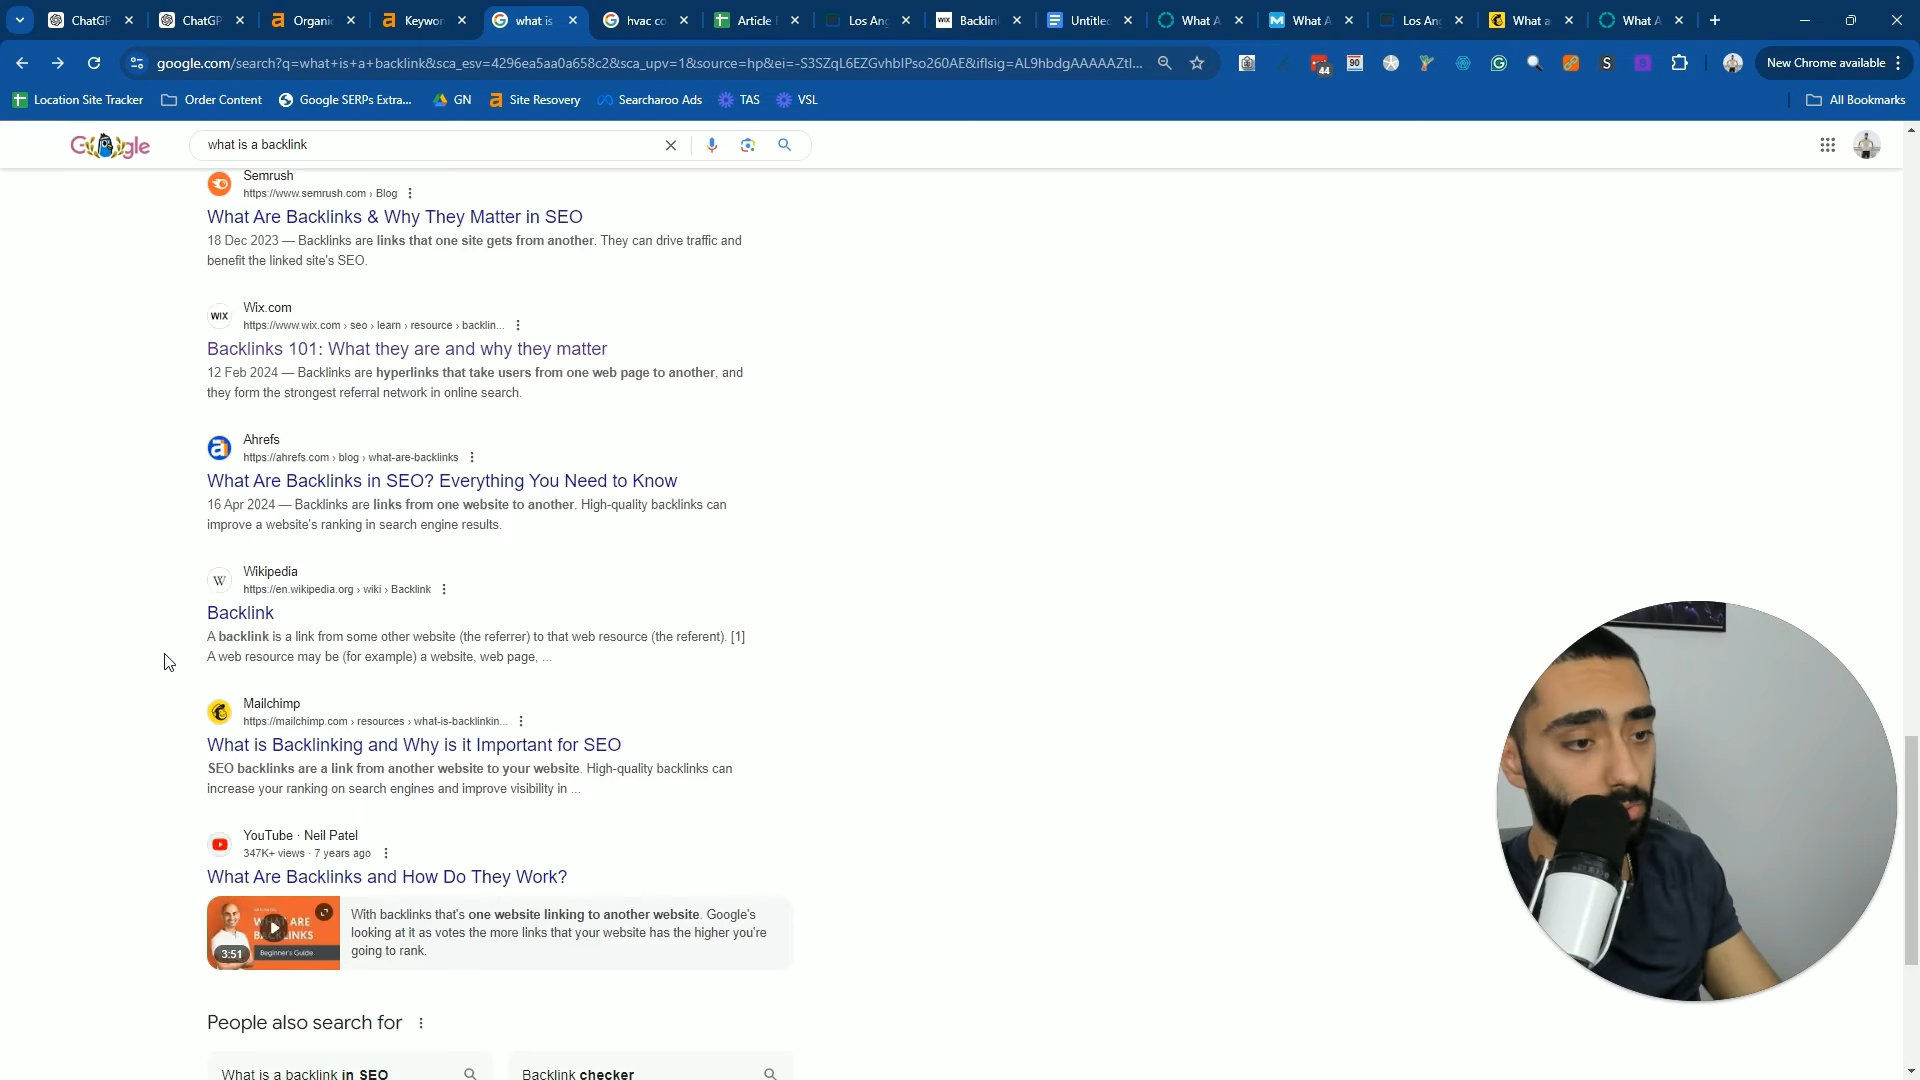 ChatGP
ChatGP
Organic
Keywor
what is
hvac co
Article
Los Ang
Backlin
Untitled
What A
What A
Los Ang
What a
What A
google.com/search?q=what+is+a+backlink&sca_esv=4296ea5aa0a658c2&sca_upv=1&source=hp&ei=-S3SZqL6EZGvhbIPso260AE&iflsig=AL9hbdgAAAAAZtl...
44
90
New Chrome available
Location Site Tracker
Order Content
Google SERPs Extra...
GN
Site Recovery
Searcharoo Ads
TAS
VSL
All Bookmarks
what is a backlink
Semrush
https://www.semrush.com › Blog
What Are Backlinks & Why They Matter in SEO
18 Dec 2023 — Backlinks are links that one site gets from another. They can drive traffic and
benefit the linked site's SEO.
WIX
Wix.com
https://www.wix.com › seo › learn › resource › backlin...
Backlinks 101: What they are and why they matter
12 Feb 2024 — Backlinks are hyperlinks that take users from one web page to another, and
they form the strongest referral network in online search.
Ahrefs
https://ahrefs.com › blog › what-are-backlinks
What Are Backlinks in SEO? Everything You Need to Know
16 Apr 2024 — Backlinks are links from one website to another. High-quality backlinks can
improve a website's ranking in search engine results.
W
Wikipedia
https://en.wikipedia.org › wiki › Backlink
Backlink
A backlink is a link from some other website (the referrer) to that web resource (the referent). [1]
A web resource may be (for example) a website, web page, ...
Mailchimp
https://mailchimp.com › resources › what-is-backlinkin...
What is Backlinking and Why is it Important for SEO
SEO backlinks are a link from another website to your website. High-quality backlinks can
increase your ranking on search engines and improve visibility in ...
YouTube · Neil Patel
347K+ views · 7 years ago
What Are Backlinks and How Do They Work?
WHAT ARE
BACKLINKS
Beginner's Guide
3:51
With backlinks that's one website linking to another website. Google's
looking at it as votes the more links that your website has the higher you're
going to rank.
People also search for
What is a backlink in SEO
Backlink checker